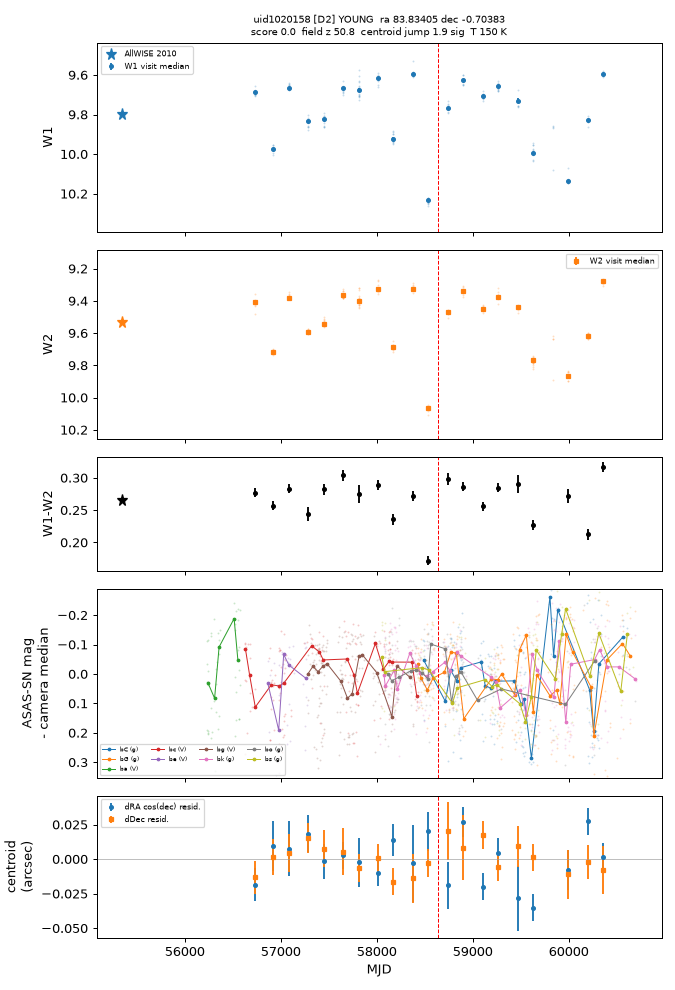 uid1020158 [D2] YOUNG ra 83.83405 dec -0.70383
score 0.0 field z 50.8 centroid jump 1.9 sig T 150 K
AllWISE 2010
W1 visit median
9.6
9.8
10.0
10.2
W1
W2 visit median
9.2
9.4
9.6
9.8
10.0
10.2
W2
0.30
0.25
0.20
W1-W2
−0.2
−0.1
0.0
0.1
0.2
0.3
ASAS-SN mag
- camera median
bC (g)
bG (g)
ba (V)
bc (V)
be (V)
bg (V)
bk (g)
bo (g)
bs (g)
dRA cos(dec) resid.
dDec resid.
0.025
0.000
−0.025
−0.050
centroid
(arcsec)
56000 57000 58000 59000 60000
MJD